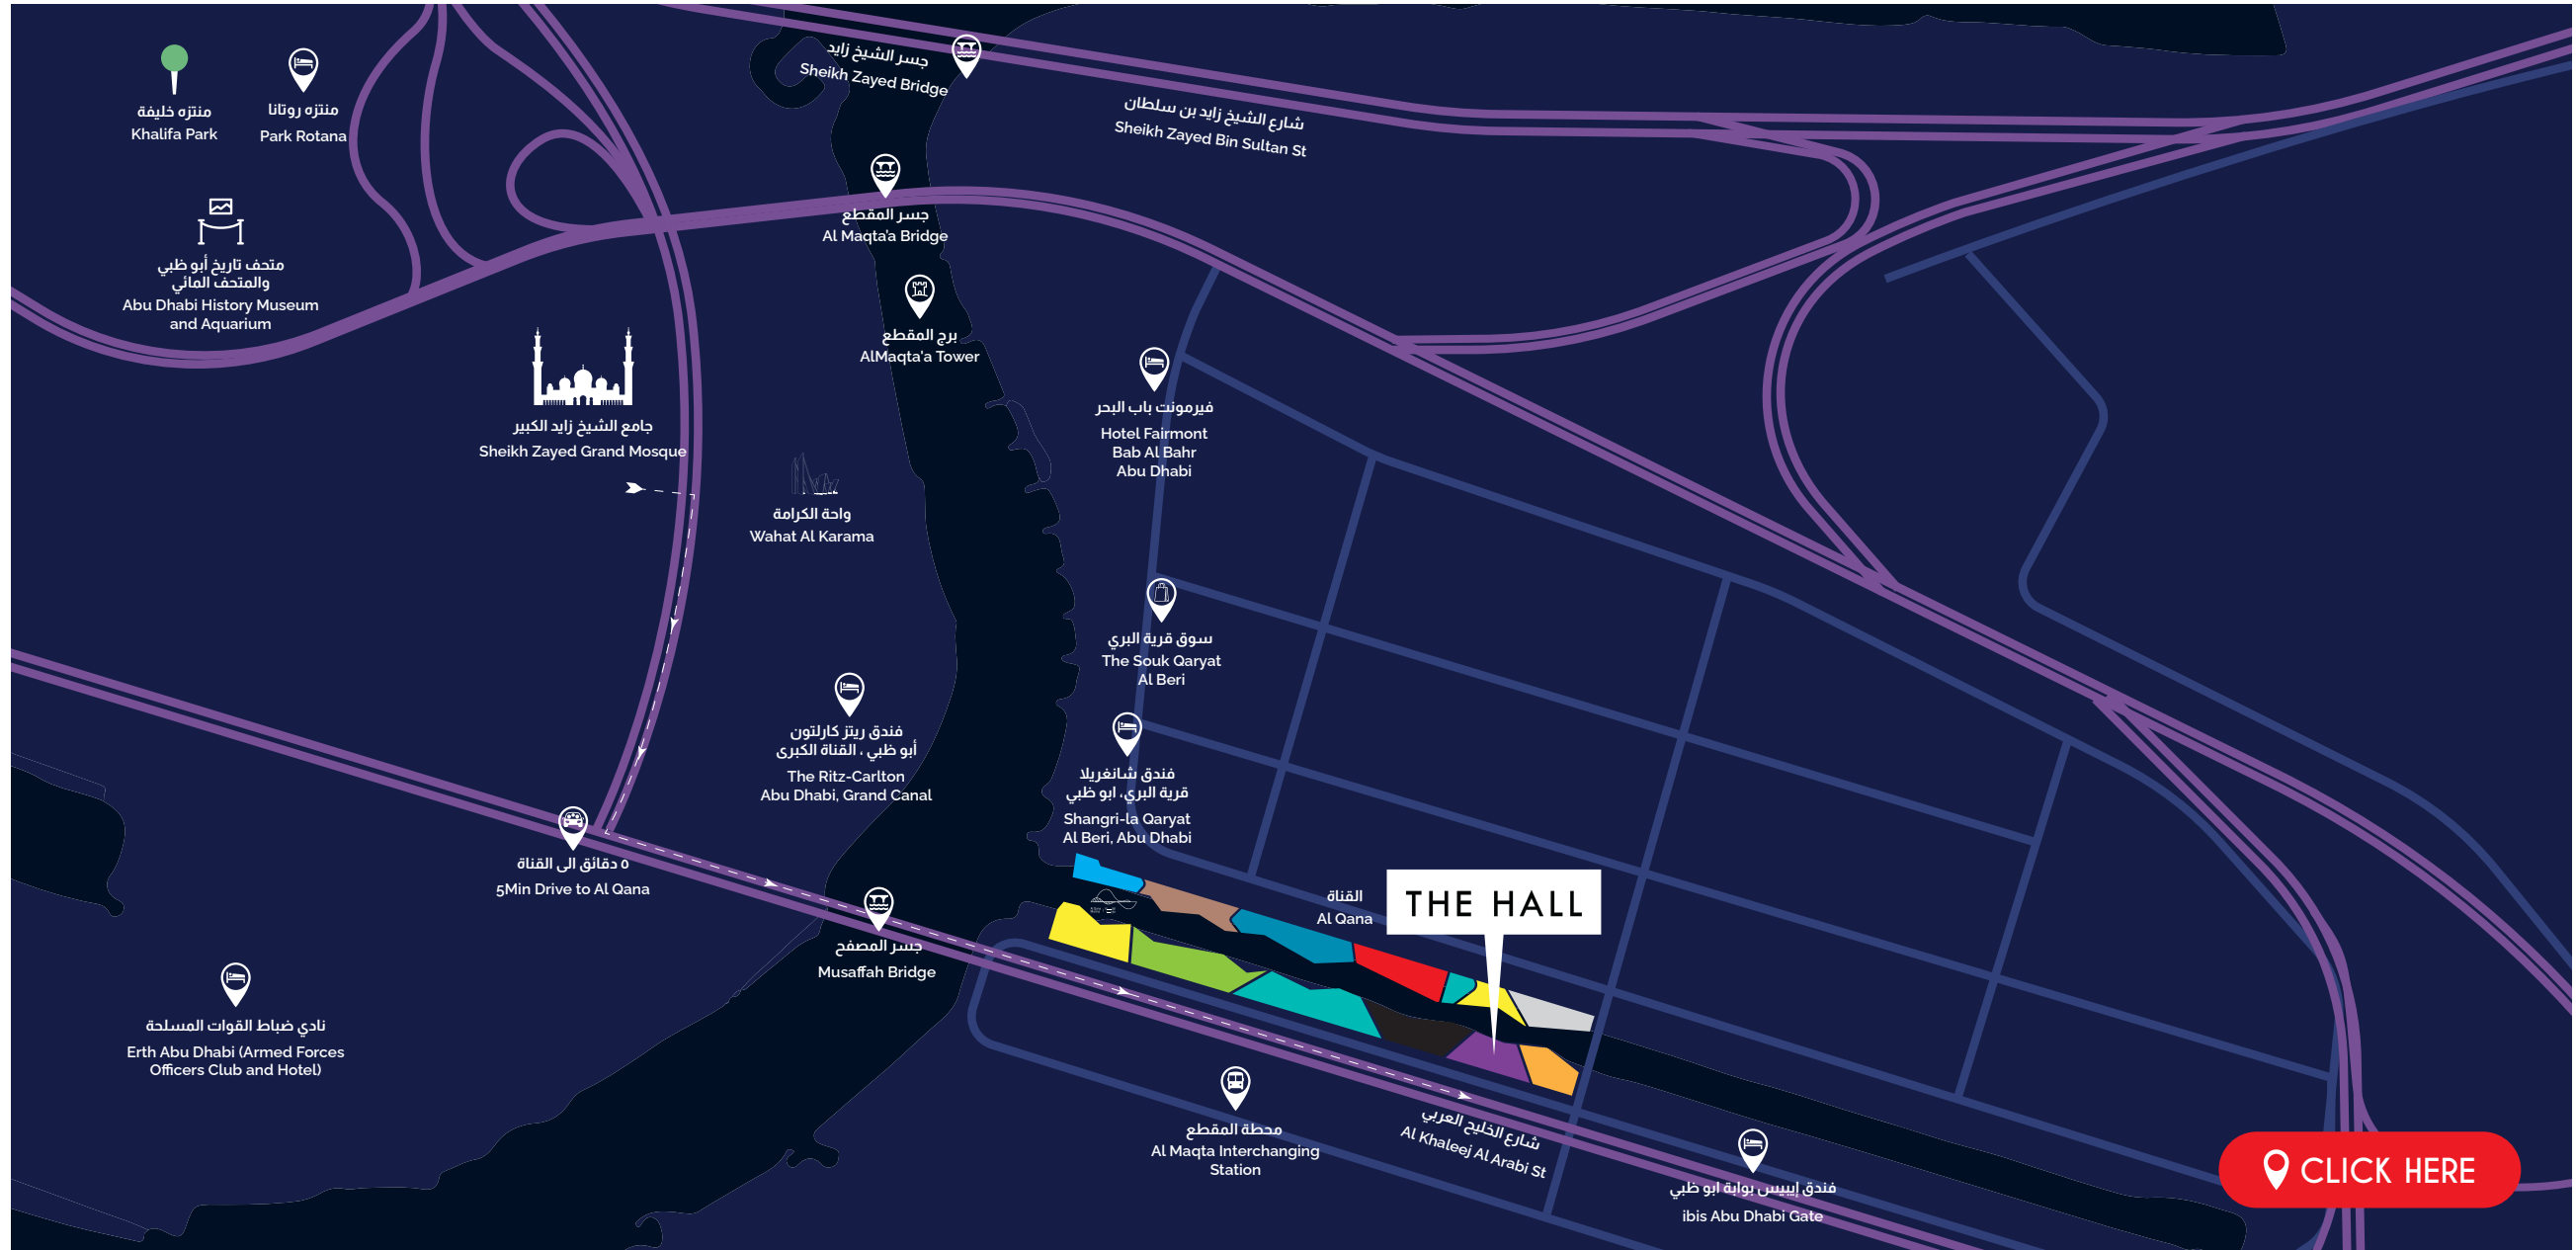 جسر الشيخ زايد
Sheikh Zayed Bridge
منتزه خليفة
Khalifa Park
منتزه روتانا
Park Rotana
شارع الشيخ زايد بن سلطان
Sheikh Zayed Bin Sultan St
جسر المقطع
Al Maqta'a Bridge
متحف تاريخ أبو ظبي
والمتحف المائي
Abu Dhabi History Museum
and Aquarium
برج المقطع
AlMaqta'a Tower
جامع الشيخ زايد الكبير
Sheikh Zayed Grand Mosque
فيرمونت باب البحر
Hotel Fairmont
Bab Al Bahr
Abu Dhabi
واحة الكرامة
Wahat Al Karama
سوق قرية البري
The Souk Qaryat
Al Beri
فندق ريتز كارلتون
أبو ظبي ، القناة الكبرى
The Ritz-Carlton
Abu Dhabi, Grand Canal
فندق شانغريلا
قرية البري، ابو ظبي
Shangri-la Qaryat
Al Beri, Abu Dhabi
٥ دقائق الى القناة
5Min Drive to Al Qana
القناة
Al Qana
THE HALL
جسر المصفح
Musaffah Bridge
نادي ضباط القوات المسلحة
Erth Abu Dhabi (Armed Forces
Officers Club and Hotel)
محطة المقطع
Al Maqta Interchanging
Station
شارع الخليج العربي
Al Khaleej Al Arabi St
فندق إيبيس بوابة ابو ظبي
ibis Abu Dhabi Gate
CLICK HERE